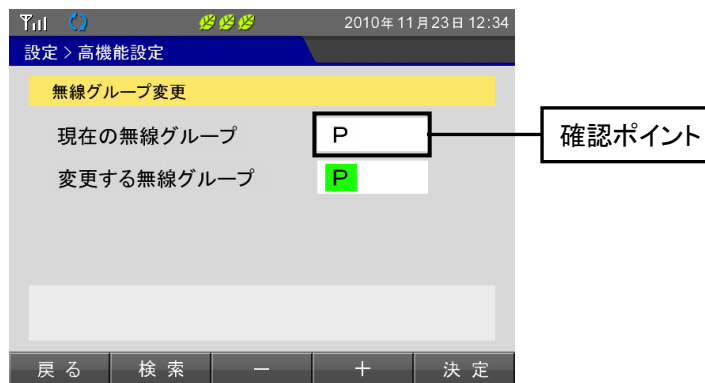 2010年11月23日 12:34
設定 > 高機能設定
無線グループ変更
現在の無線グループ P
確認ポイント
変更する無線グループ P
戻る 検索 － ＋ 決定